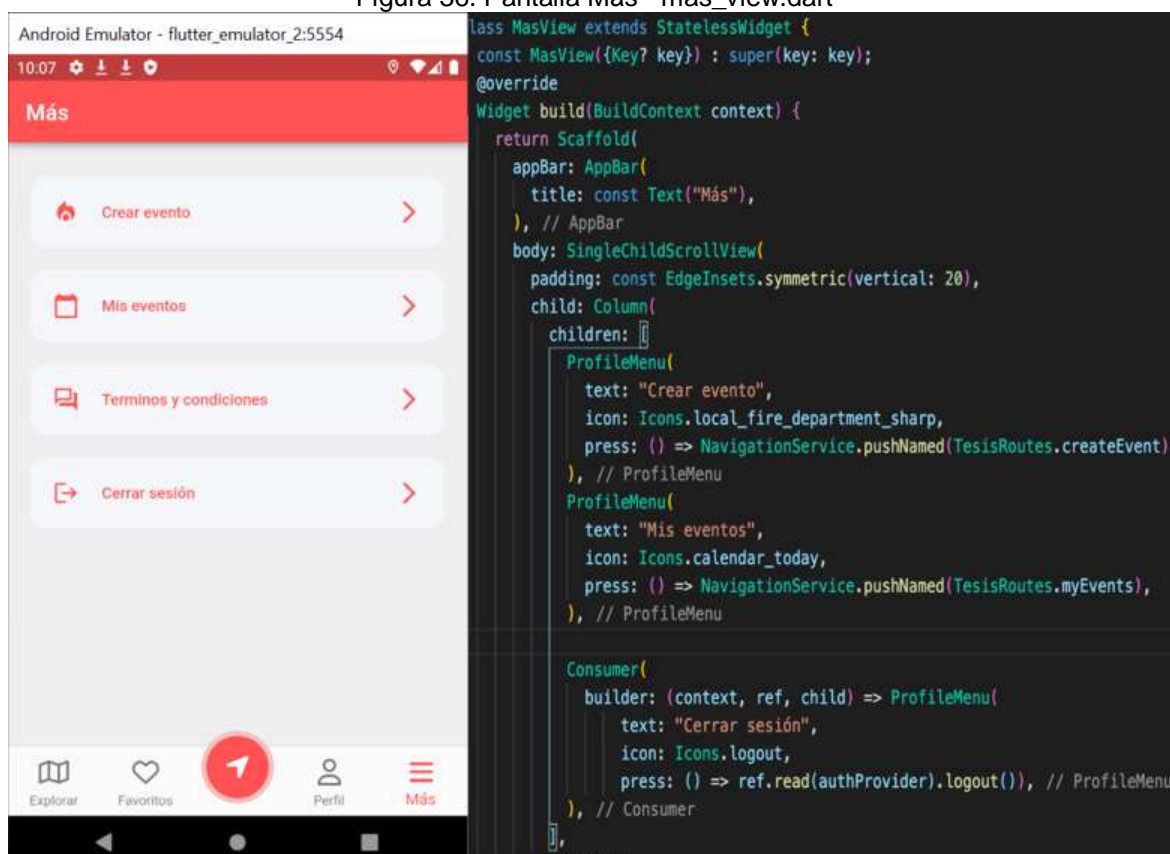 Figura 36. Pantalla Más - mas_view.dart
Android Emulator - flutter_emulator_2:5554
10:07
Más
Crear evento
Mis eventos
Terminos y condiciones
Cerrar sesión
Explorar
Favoritos
Perfil
Más
lass MasView extends StatelessWidget {
const MasView({Key? key}) : super(key: key);
@override
Widget build(BuildContext context) {
return Scaffold(
appBar: AppBar(
title: const Text("Más"),
), // AppBar
body: SingleChildScrollView(
padding: const EdgeInsets.symmetric(vertical: 20),
child: Column(
children: [
ProfileMenu(
text: "Crear evento",
icon: Icons.local_fire_department_sharp,
press: () => NavigationService.pushNamed(TesisRoutes.createEvent)
), // ProfileMenu
ProfileMenu(
text: "Mis eventos",
icon: Icons.calendar_today,
press: () => NavigationService.pushNamed(TesisRoutes.myEvents),
), // ProfileMenu
Consumer(
builder: (context, ref, child) => ProfileMenu(
text: "Cerrar sesión",
icon: Icons.logout,
press: () => ref.read(authProvider).logout()), // ProfileMenu
), // Consumer
],